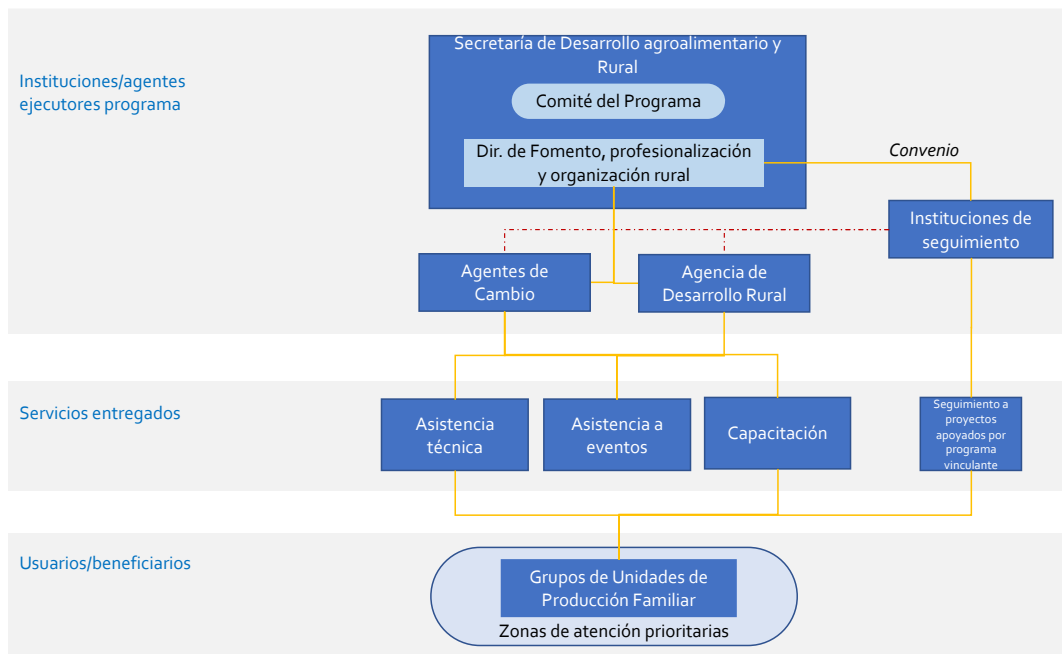 Instituciones/agentes
ejecutores programa
Secretaría de Desarrollo agroalimentario y
Rural
Comité del Programa
Dir. de Fomento, profesionalización
y organización rural
Convenio
Instituciones de
seguimiento
Agentes de
Cambio
Agencia de
Desarrollo Rural
Servicios entregados
Asistencia
técnica
Asistencia a
eventos
Capacitación
Seguimiento a
proyectos
apoyados por
programa
vinculante
Usuarios/beneficiarios
Grupos de Unidades de
Producción Familiar
Zonas de atención prioritarias